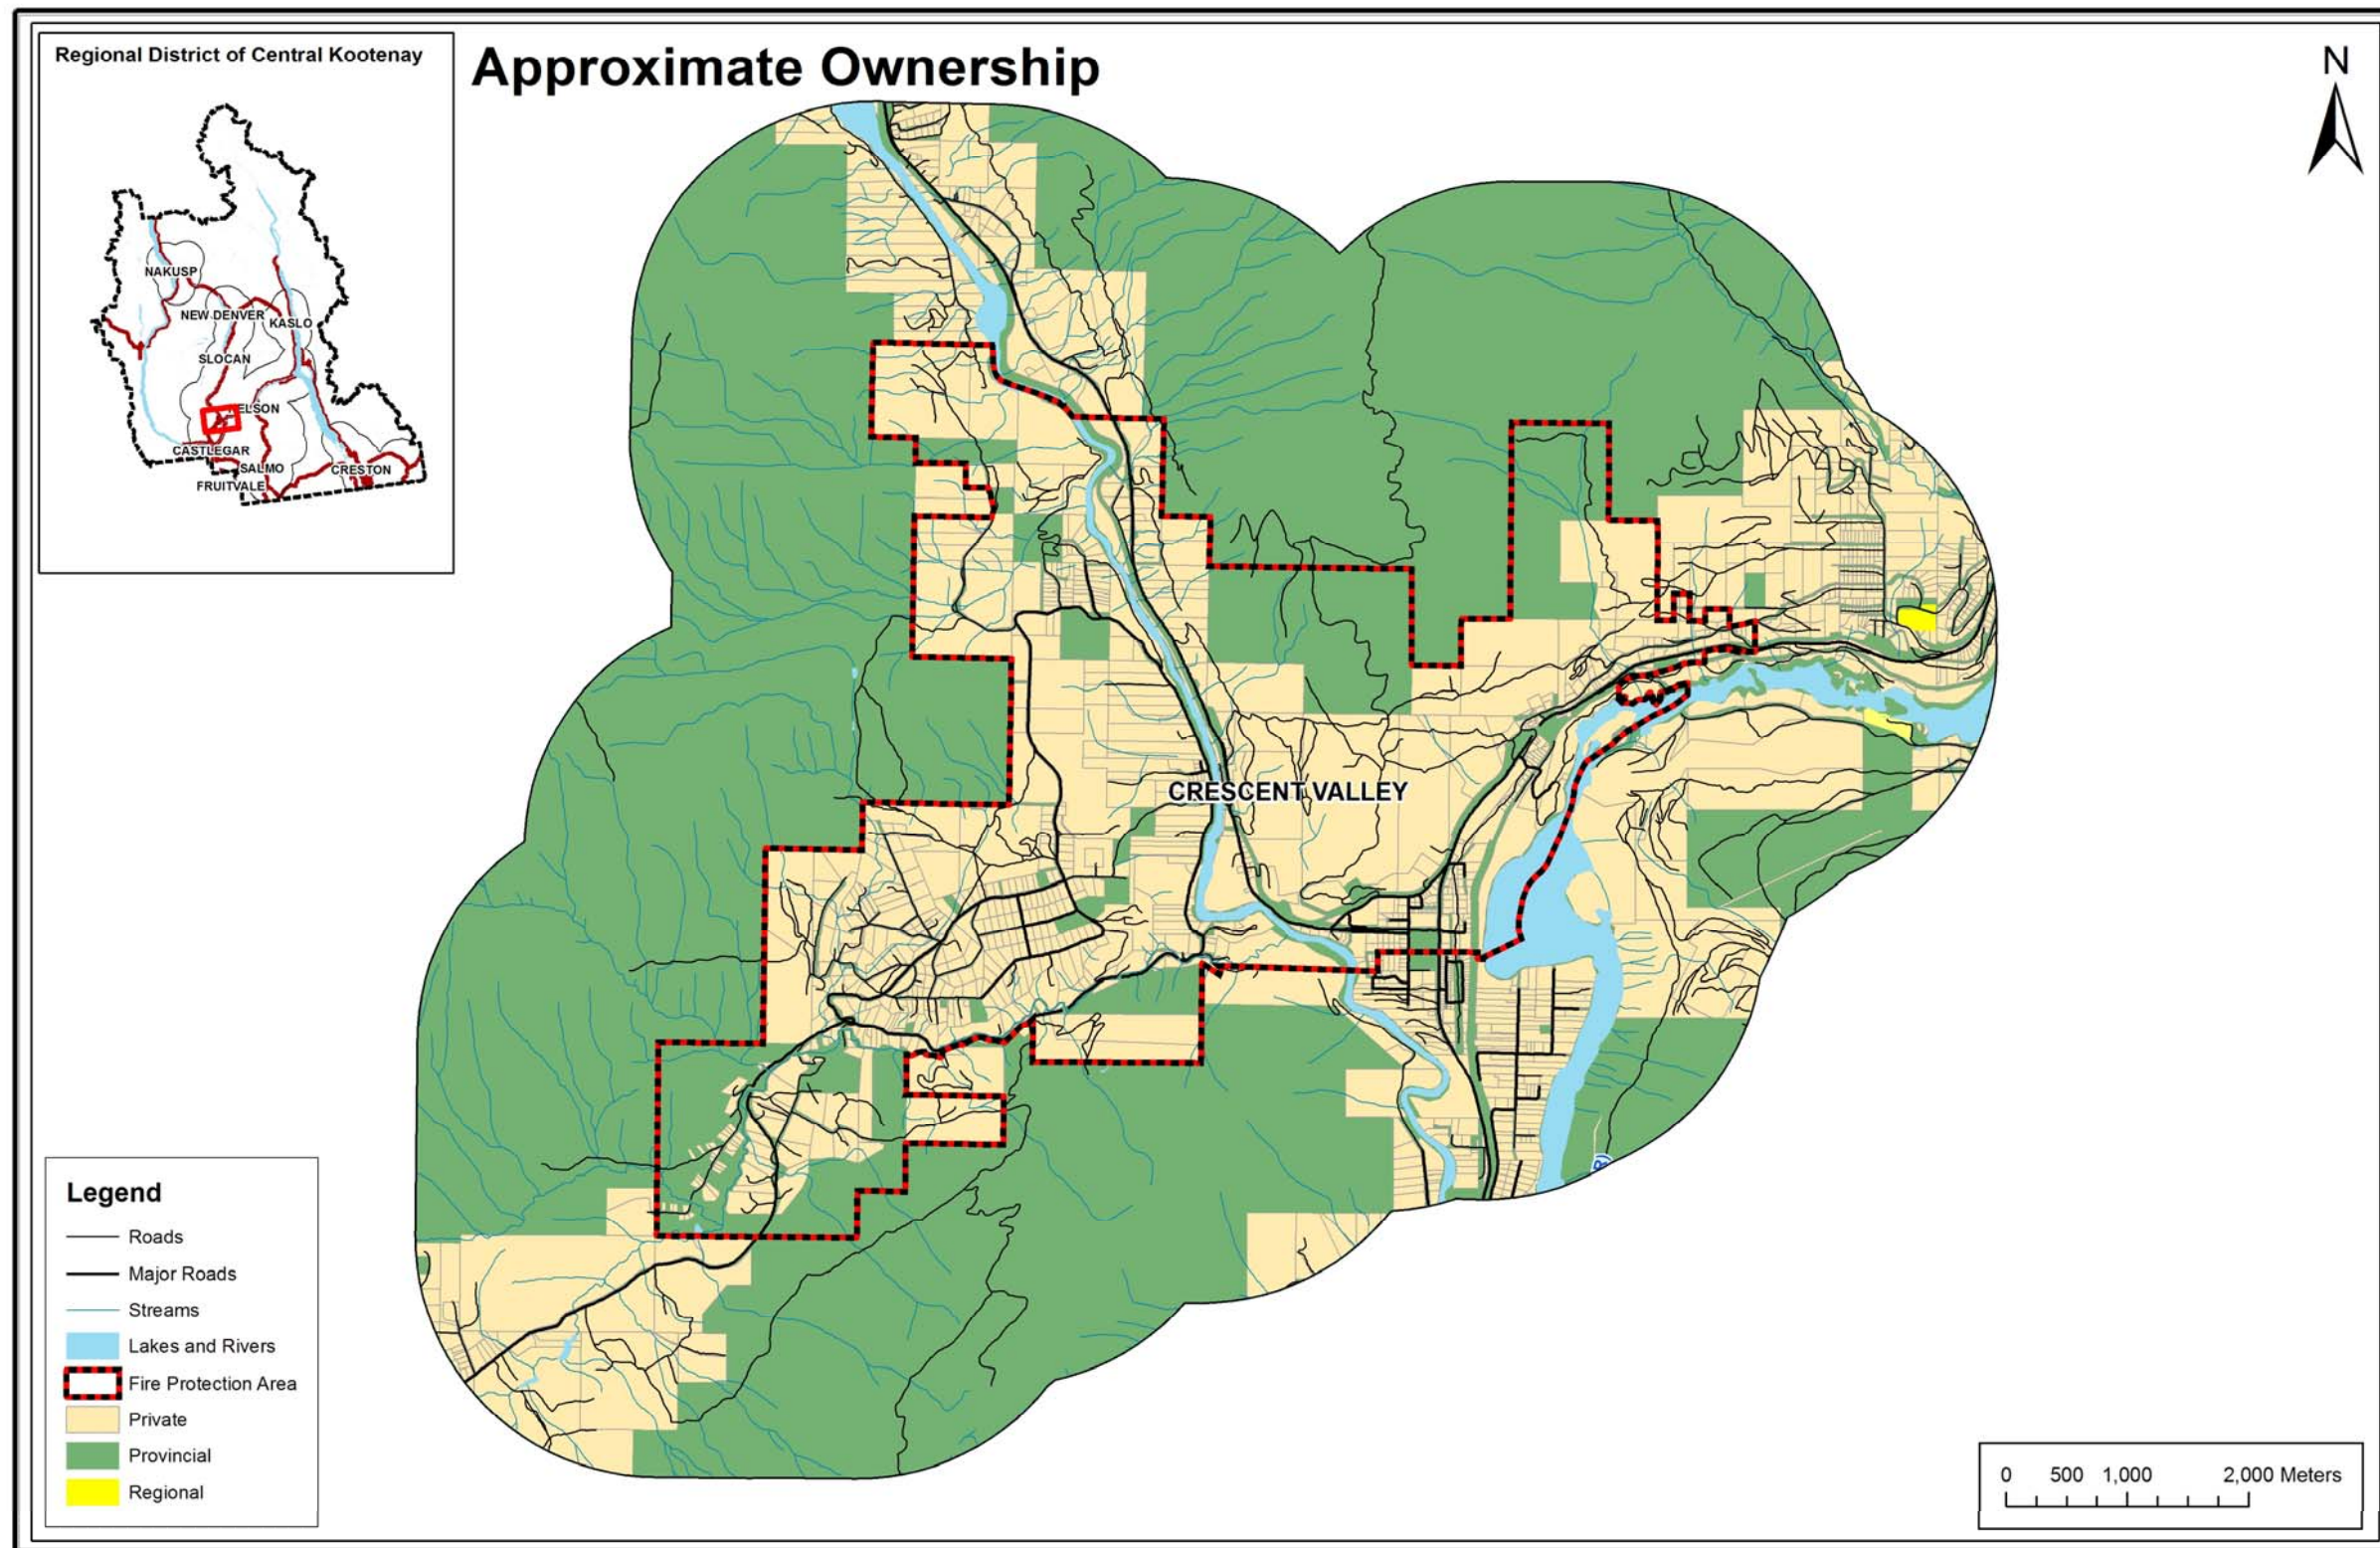 Regional District of Central Kootenay
NAKUSP
NEW DENVER
KASLO
SLOCAN
ELSON
CASTLEGAR
SALMO
CRESTON
FRUITVALE
Approximate Ownership
N
CRESCENT VALLEY
Legend
Roads
Major Roads
Streams
Lakes and Rivers
Fire Protection Area
Private
Provincial
Regional
0 500 1,000 2,000 Meters